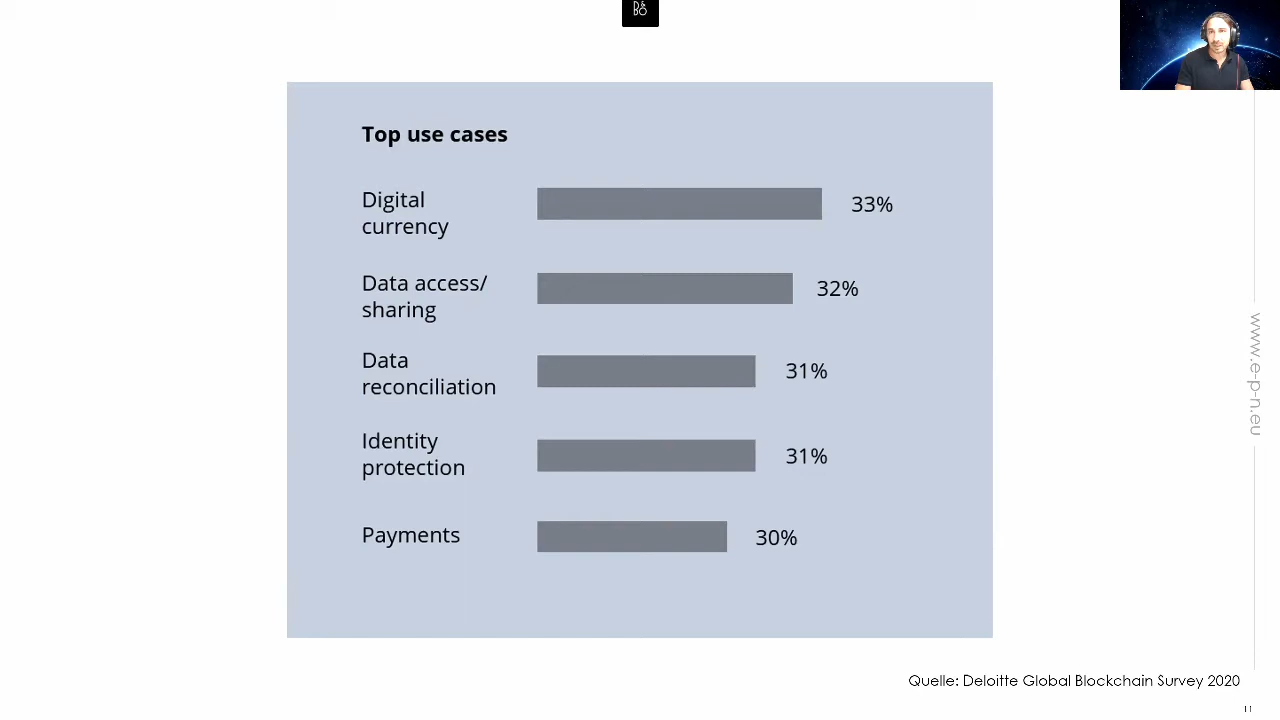 Top use cases
Digital
currency
33%
Data access/
sharing
32%
Data
reconciliation
31%
Identity
protection
31%
Payments
30%
www.e-p-n.eu
Quelle: Deloitte Global Blockchain Survey 2020
11